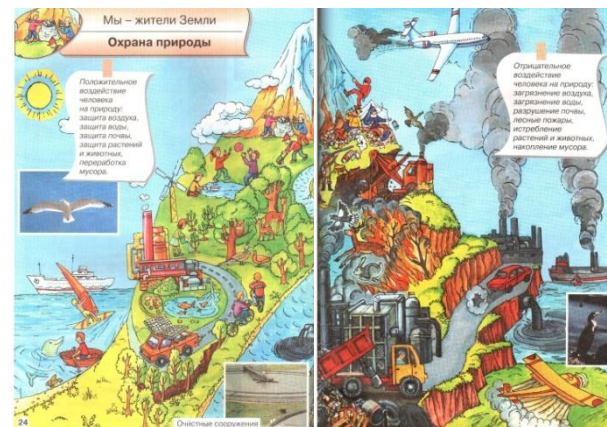 Мы – жители Земли
Охрана природы
Положительное
воздействие
человека
на природу:
защита воздуха,
защита воды,
защита почвы,
защита растений
и животных,
переработка
мусора.
24
Очистные сооружения
Отрицательное
воздействие
человека на природу:
загрязнение воздуха,
загрязнение воды,
разрушение почвы,
лесные пожары,
истребление
растений и животных,
накопление мусора.